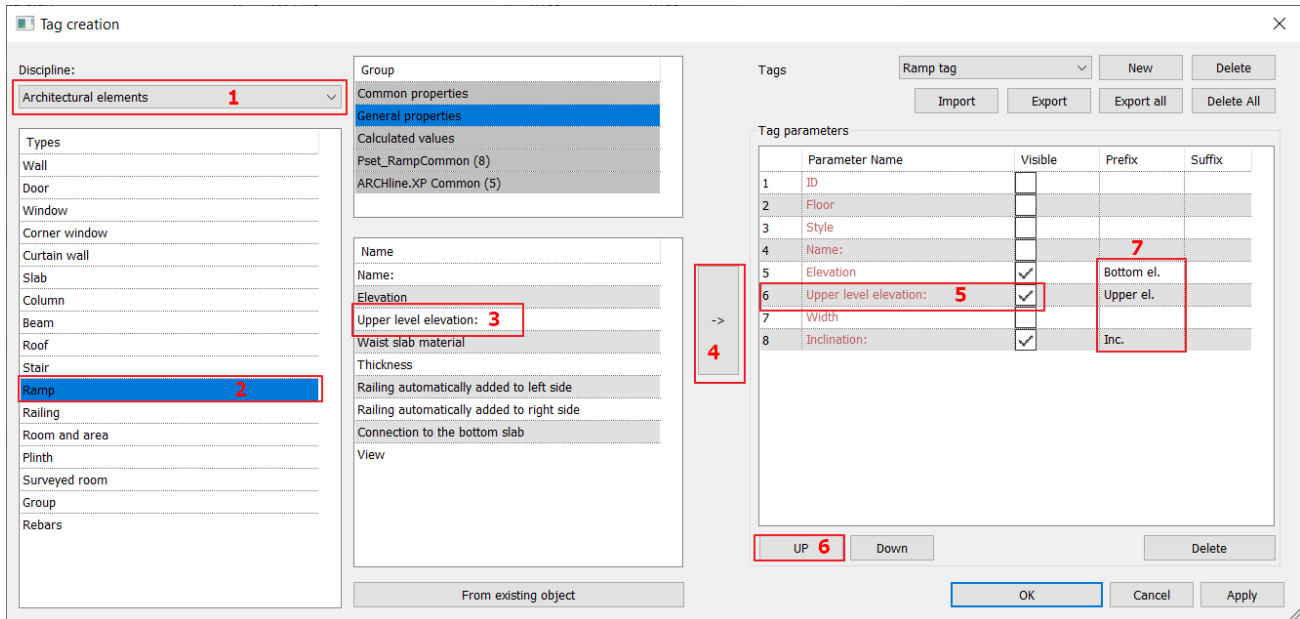 Tag creation
Discipline:
Architectural elements 1
Types
Wall
Door
Window
Corner window
Curtain wall
Slab
Column
Beam
Roof
Stair
Ramp 2
Railing
Room and area
Plinth
Surveyed room
Group
Rebars
Group
Common properties
General properties
Calculated values
Pset_RampCommon (8)
ARCHline.XP Common (5)
Name
Name:
Elevation
Upper level elevation: 3
Waist slab material
Thickness
Railing automatically added to left side
Railing automatically added to right side
Connection to the bottom slab
View
From existing object
->
4
Tags Ramp tag New Delete
Import Export Export all Delete All
Tag parameters
Parameter Name Visible Prefix Suffix
1 ID
2 Floor
3 Style
4 Name: 7
5 Elevation Bottom el.
6 Upper level elevation: 5 Upper el.
7 Width
8 Inclination: Inc.
UP 6 Down Delete
OK Cancel Apply